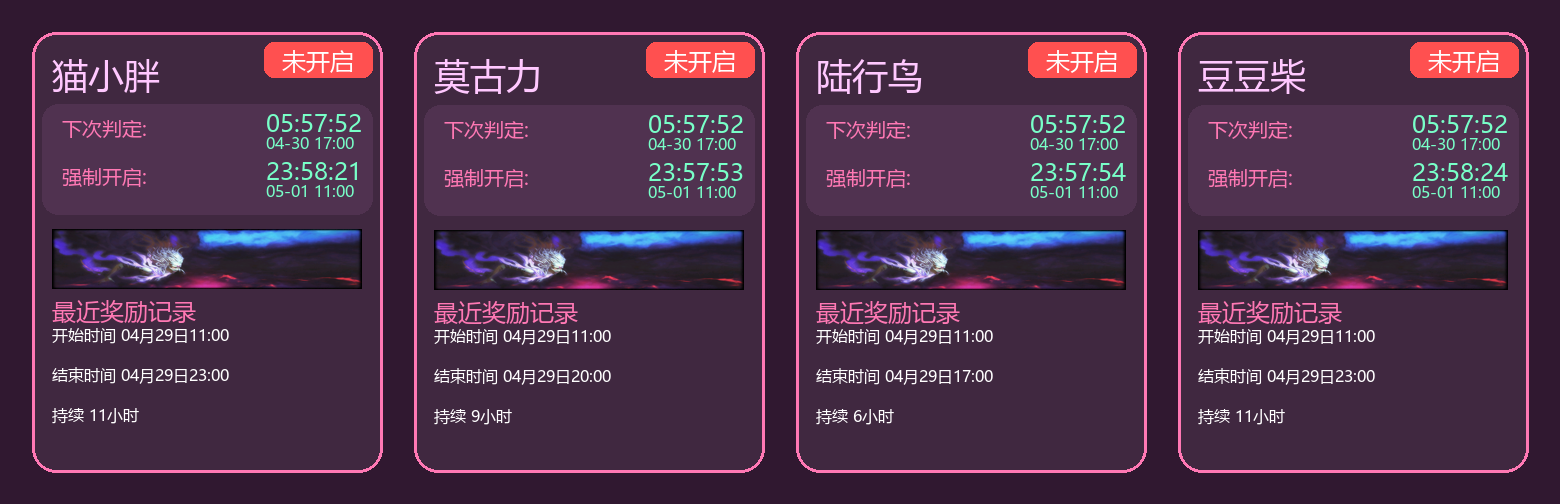 猫小胖
未开启
下次判定:
05:57:52
04-30 17:00
强制开启:
23:58:21
05-01 11:00
最近奖励记录
开始时间 04月29日11:00
结束时间 04月29日23:00
持续 11小时
莫古力
未开启
下次判定:
05:57:52
04-30 17:00
强制开启:
23:57:53
05-01 11:00
最近奖励记录
开始时间 04月29日11:00
结束时间 04月29日20:00
持续 9小时
陆行鸟
未开启
下次判定:
05:57:52
04-30 17:00
强制开启:
23:57:54
05-01 11:00
最近奖励记录
开始时间 04月29日11:00
结束时间 04月29日17:00
持续 6小时
豆豆柴
未开启
下次判定:
05:57:52
04-30 17:00
强制开启:
23:58:24
05-01 11:00
最近奖励记录
开始时间 04月29日11:00
结束时间 04月29日23:00
持续 11小时